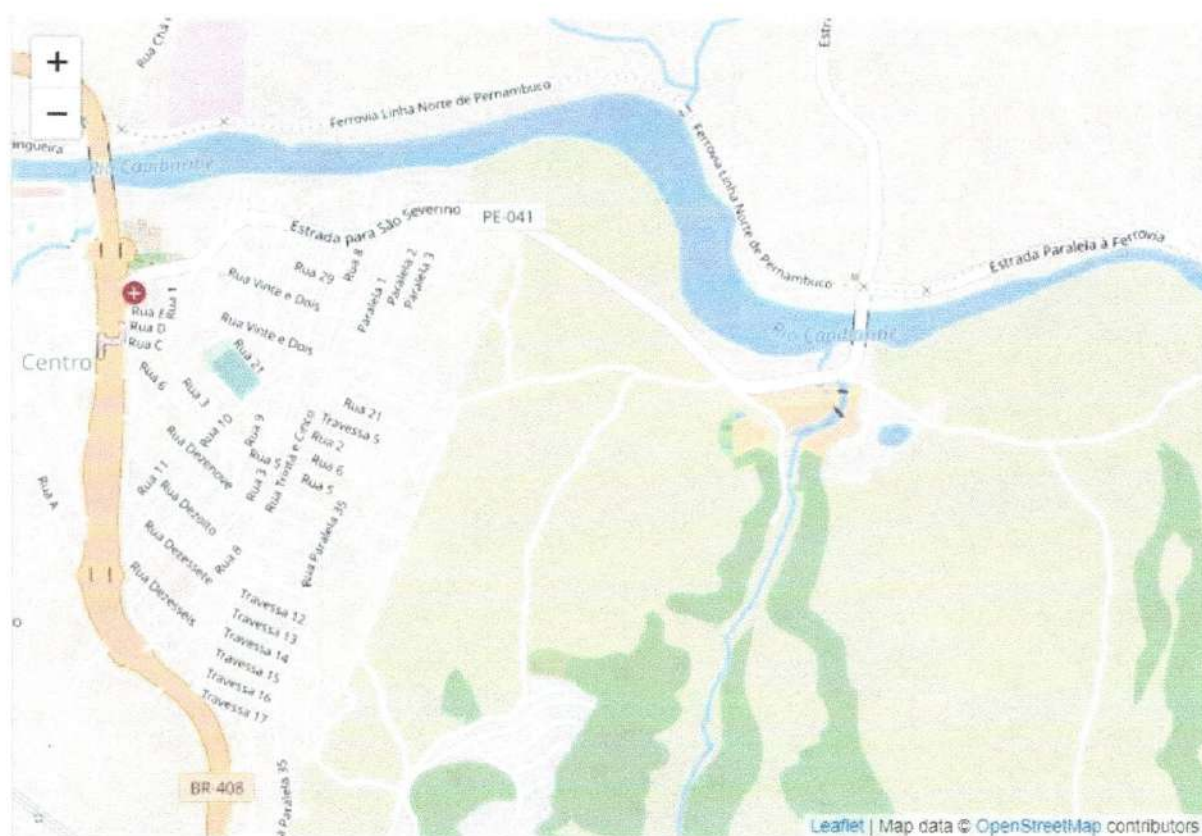 +
−
Rua Chã
Ferrovia Linha Norte de Pernambuco
angueira
Rio Capibaribe
Ferrovia Linha Norte de Pernambuco
Estrada para São Severino
PE-041
Estrada Paralela à Ferrovia
Rua 29
Rua 8
Paralela 1
Paralela 2
Paralela 3
Rua Vinte e Dois
Rua 1
Rua E
Rua D
Rua C
Rua Vinte e Dois
Rio Capibaribe
Centro
Rua 21
Rua 6
Rua 3
Rua 10
Rua 9
Rua 21
Travessa 5
Rua 2
Rua 6
Rua 5
Rua Dezenove
Rua 5
Rua 3
Rua Trinta e Cinco
Rua A
Rua 11
Rua Dezoito
Rua Paralela 35
Rua Dezessete
Rua 8
Rua Dezesseis
Travessa 12
Travessa 13
Travessa 14
Travessa 15
Travessa 16
Travessa 17
BR-408
Paralela 35
Leaflet | Map data © OpenStreetMap contributors